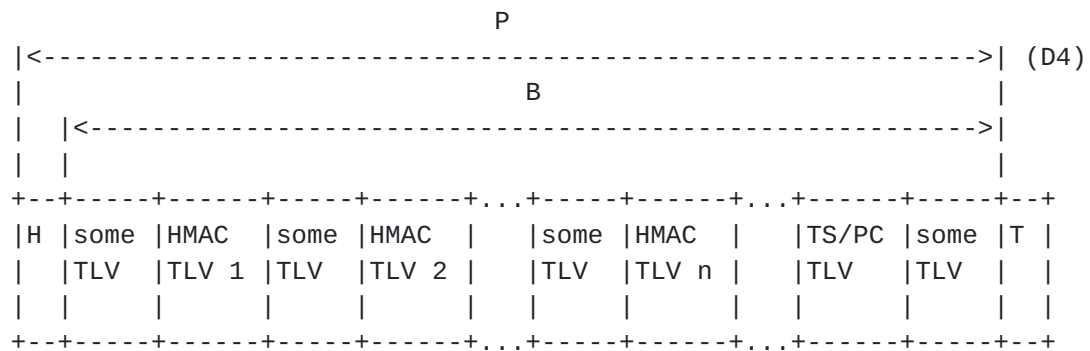 P
|<------------------------------------------------------------->| (D4)
|                                 B                             |
|  |<---------------------------------------------------------->|
|  |                                                            |
+--+-----+------+-----+------+...+-----+------+...+------+-----+--+
|H |some |HMAC  |some |HMAC  |   |some |HMAC  |   |TS/PC |some |T |
|  |TLV  |TLV 1 |TLV  |TLV 2 |   |TLV  |TLV n |   |TLV   |TLV  |  |
|  |     |      |     |      |   |     |      |   |      |     |  |
+--+-----+------+-----+------+...+-----+------+...+------+-----+--+